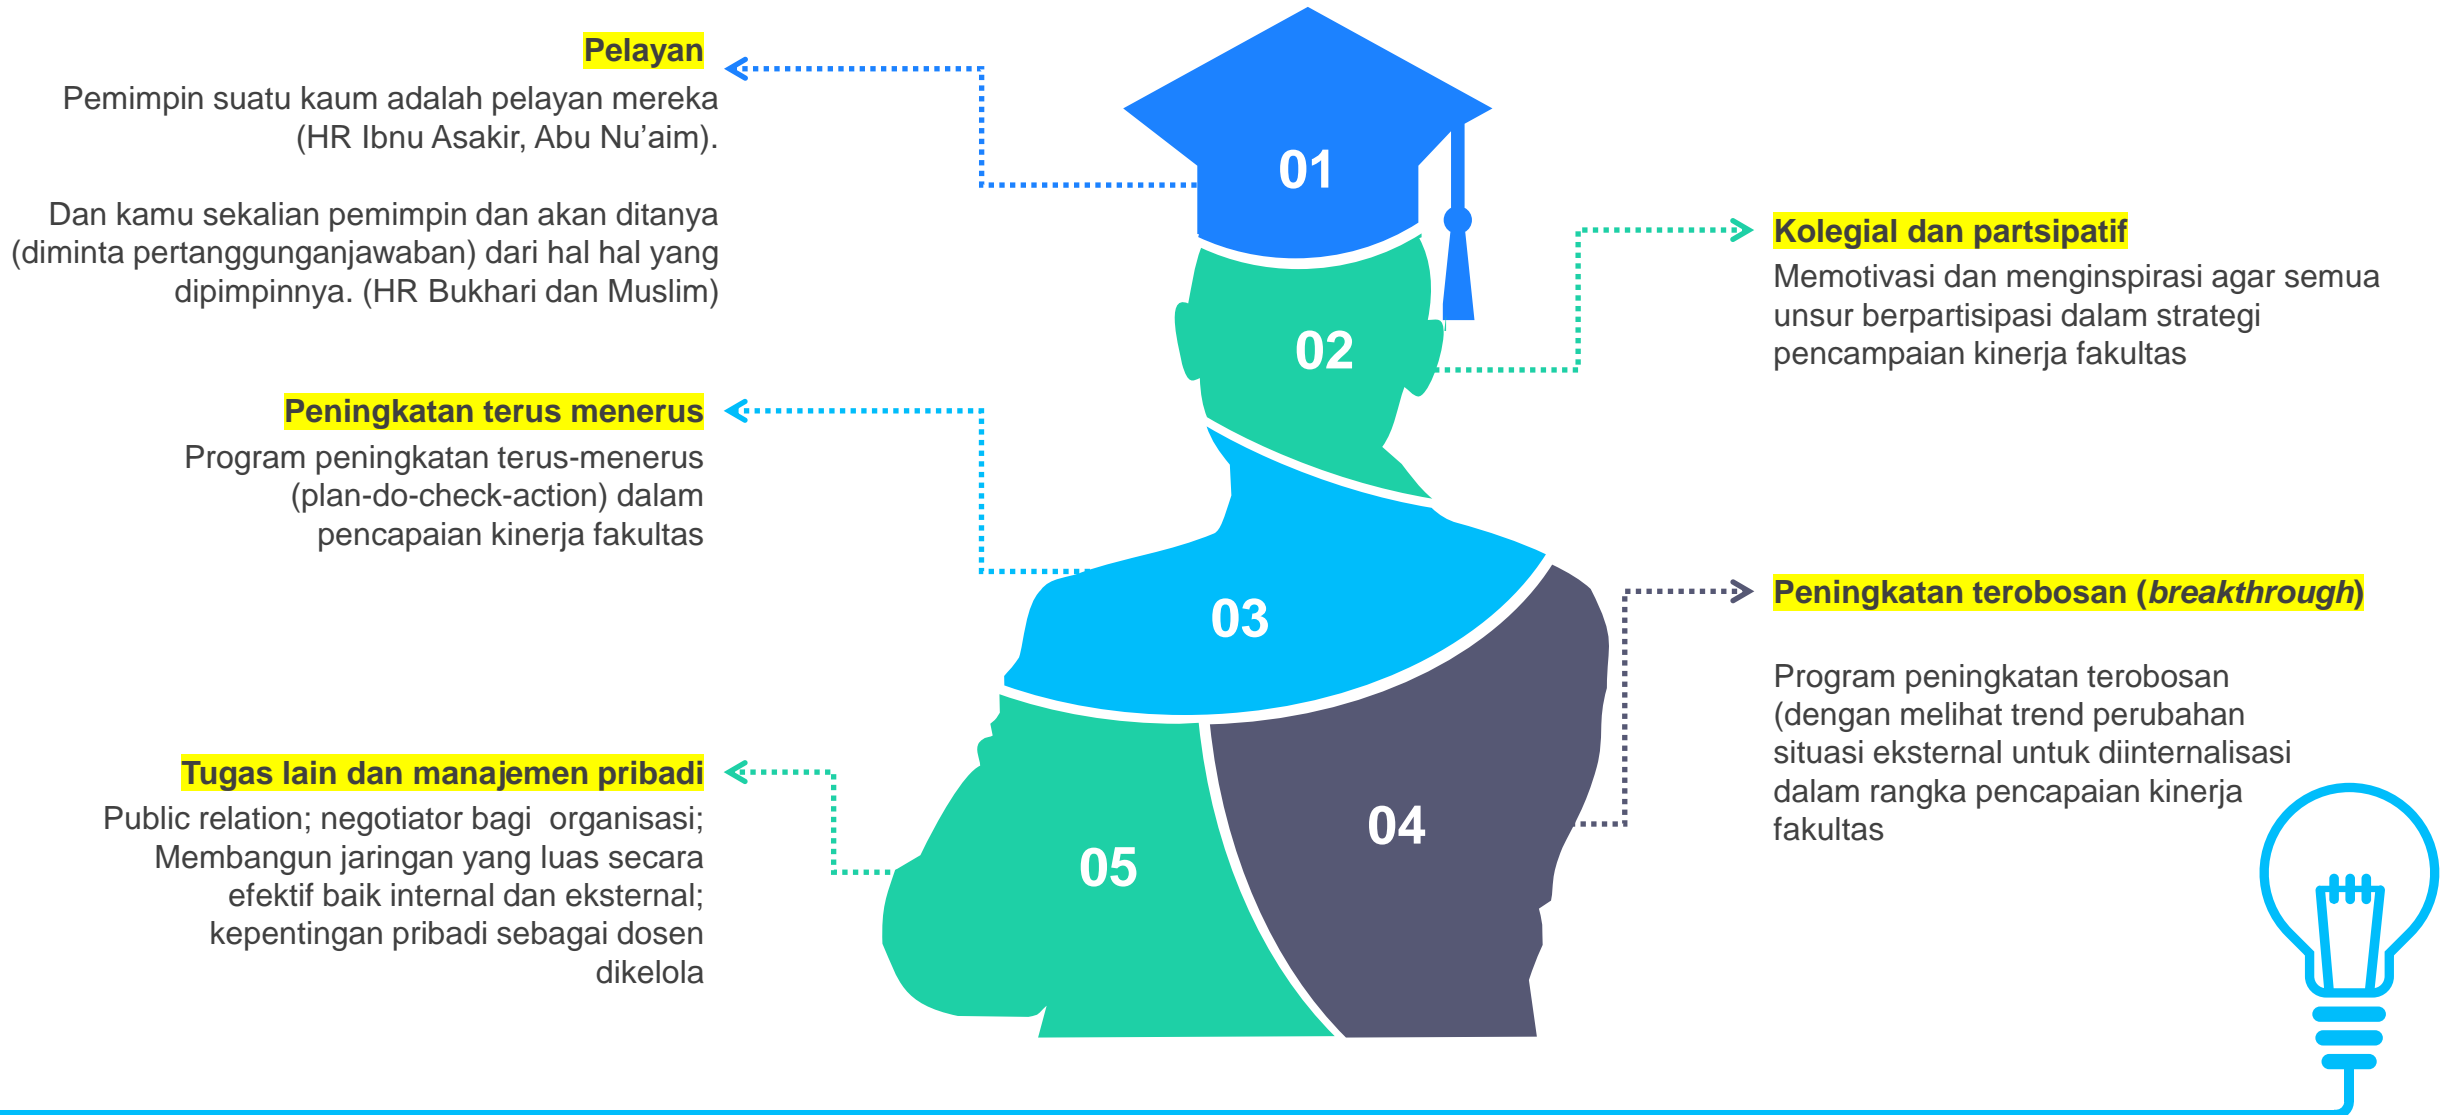 Pelayan
Pemimpin suatu kaum adalah pelayan mereka
(HR Ibnu Asakir, Abu Nu’aim).
Dan kamu sekalian pemimpin dan akan ditanya
(diminta pertanggunganjawaban) dari hal hal yang
dipimpinnya. (HR Bukhari dan Muslim)
01
Kolegial dan partsipatif
Memotivasi dan menginspirasi agar semua
unsur berpartisipasi dalam strategi
pencampaian kinerja fakultas
02
Peningkatan terus menerus
Program peningkatan terus-menerus
(plan-do-check-action) dalam
pencapaian kinerja fakultas
03
Peningkatan terobosan (breakthrough)
Program peningkatan terobosan
(dengan melihat trend perubahan
situasi eksternal untuk diinternalisasi
dalam rangka pencapaian kinerja
fakultas
04
Tugas lain dan manajemen pribadi
Public relation; negotiator bagi  organisasi;
Membangun jaringan yang luas secara
efektif baik internal dan eksternal;
kepentingan pribadi sebagai dosen
dikelola
05